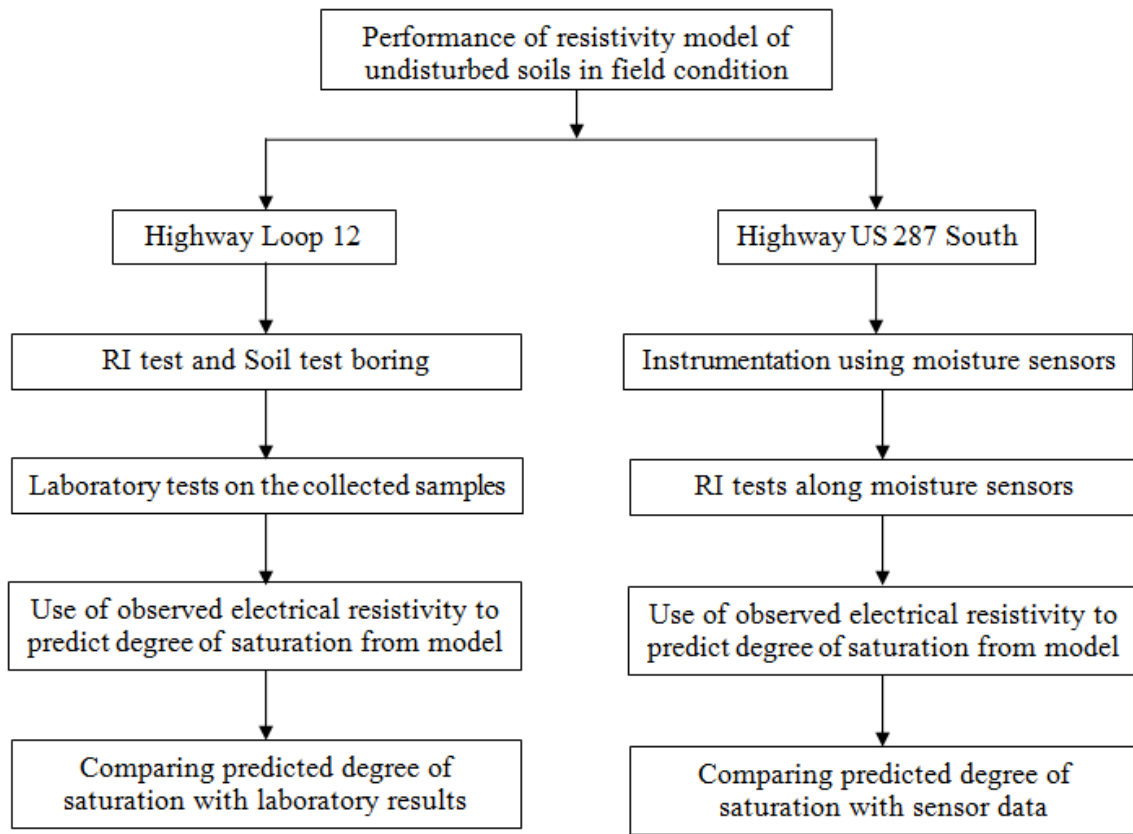 Performance of resistivity model of
undisturbed soils in field condition
Highway Loop 12
RI test and Soil test boring
Laboratory tests on the collected samples
Use of observed electrical resistivity to
predict degree of saturation from model
Comparing predicted degree of
saturation with laboratory results
Highway US 287 South
Instrumentation using moisture sensors
RI tests along moisture sensors
Use of observed electrical resistivity to
predict degree of saturation from model
Comparing predicted degree of
saturation with sensor data